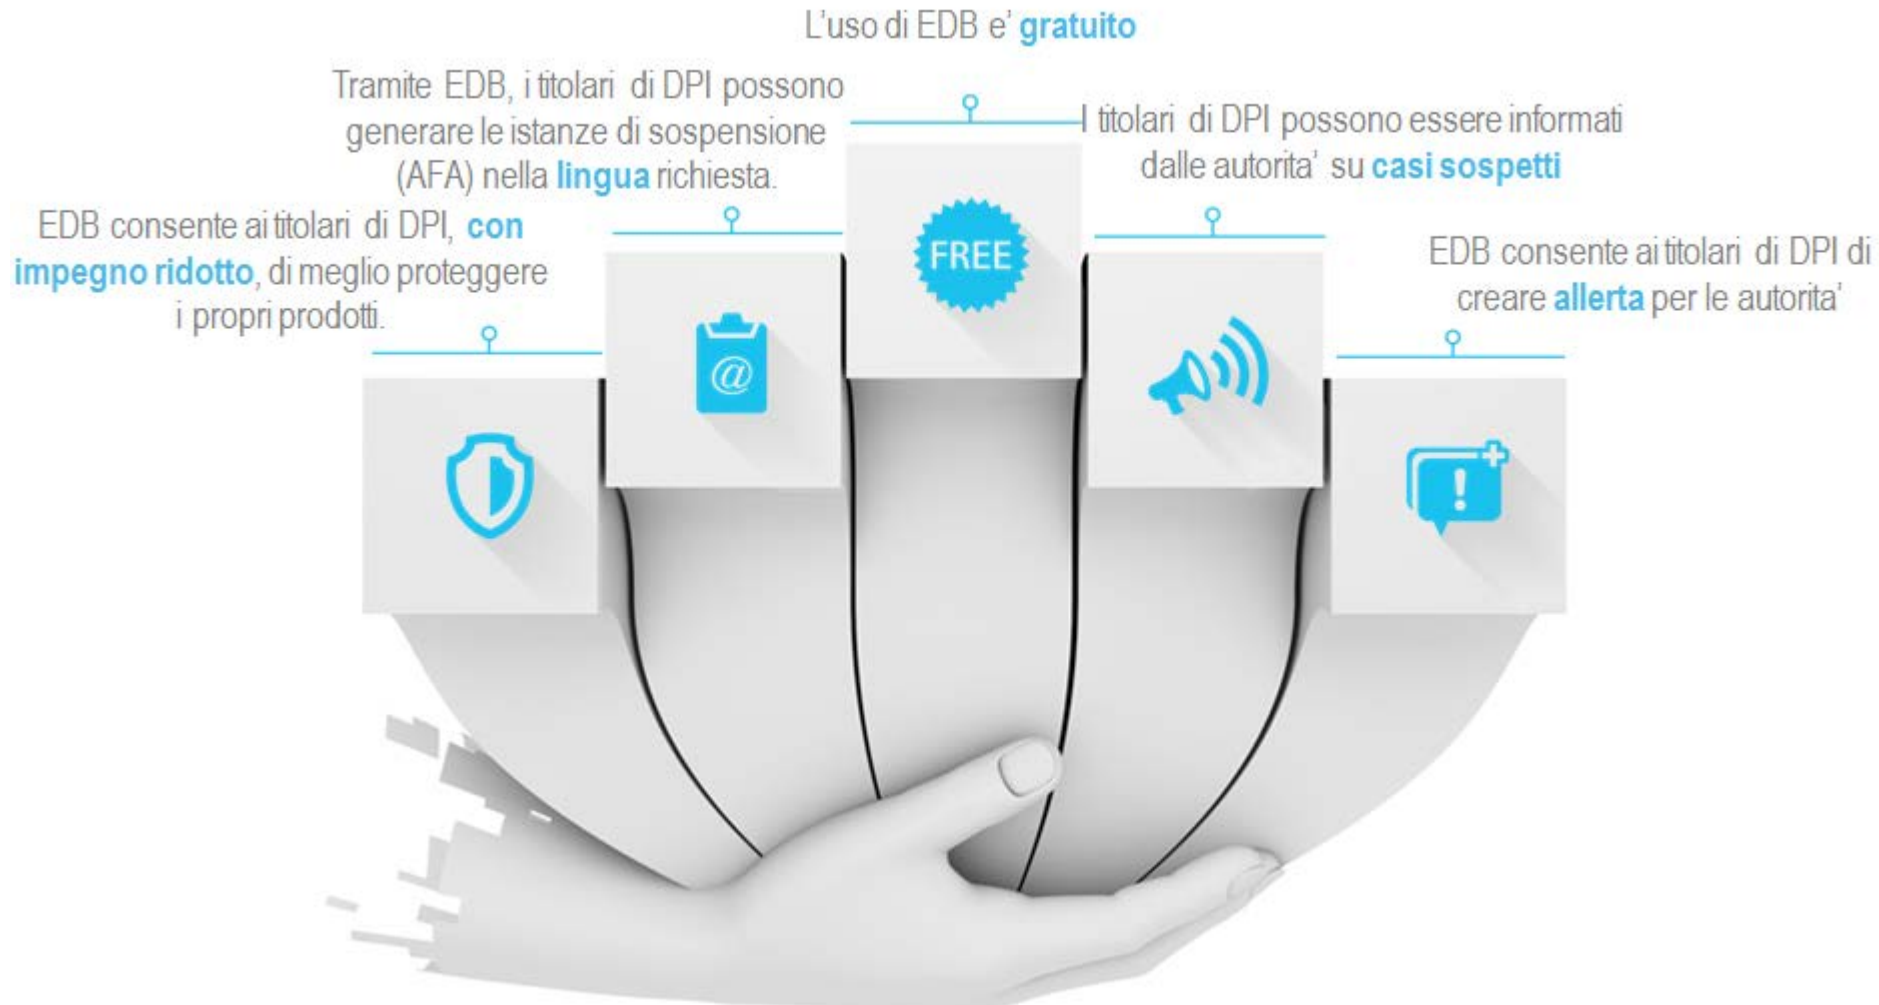 L'uso di EDB e' gratuito
Tramite EDB, i titolari di DPI possono
generare le istanze di sospensione
(AFA) nella lingua richiesta.
I titolari di DPI possono essere informati
dalle autorita' su casi sospetti
EDB consente ai titolari di DPI, con
impegno ridotto, di meglio proteggere
i propri prodotti.
EDB consente ai titolari di DPI di
creare allerta per le autorita'
FREE
@
!